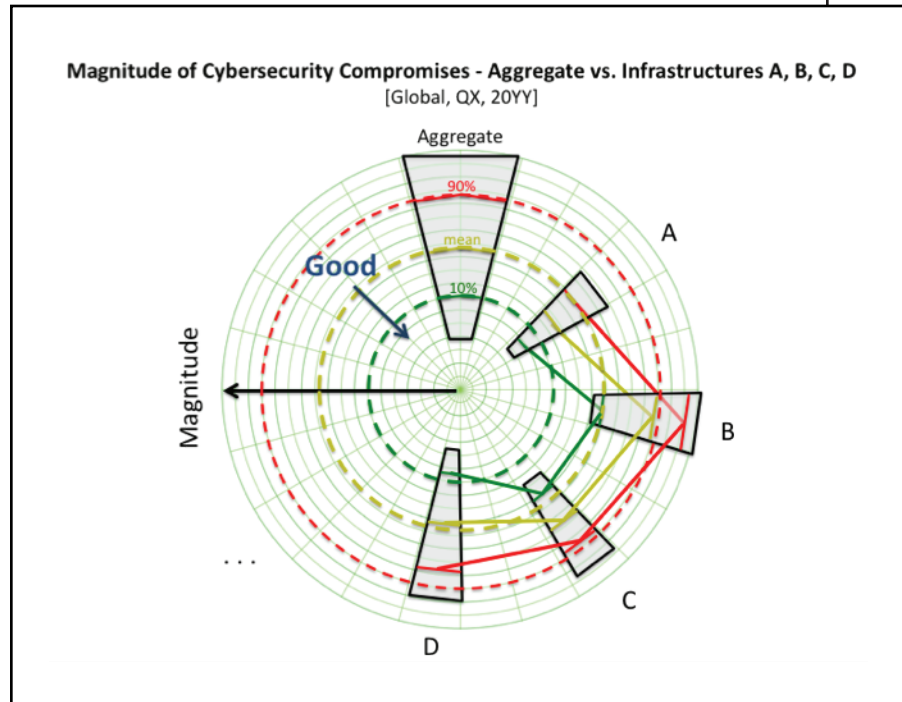 Magnitude of Cybersecurity Compromises - Aggregate vs. Infrastructures A, B, C, D
[Global, QX, 20YY]
Aggregate
90%
A
mean
Good
10%
Magnitude
B
. . .
C
D